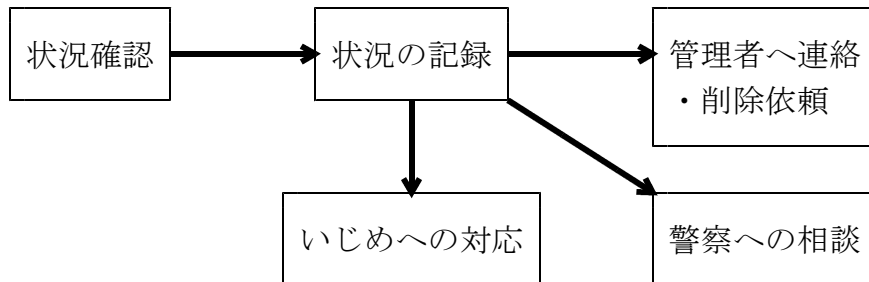 状況確認
状況の記録
管理者へ連絡
・削除依頼
いじめへの対応
警察への相談